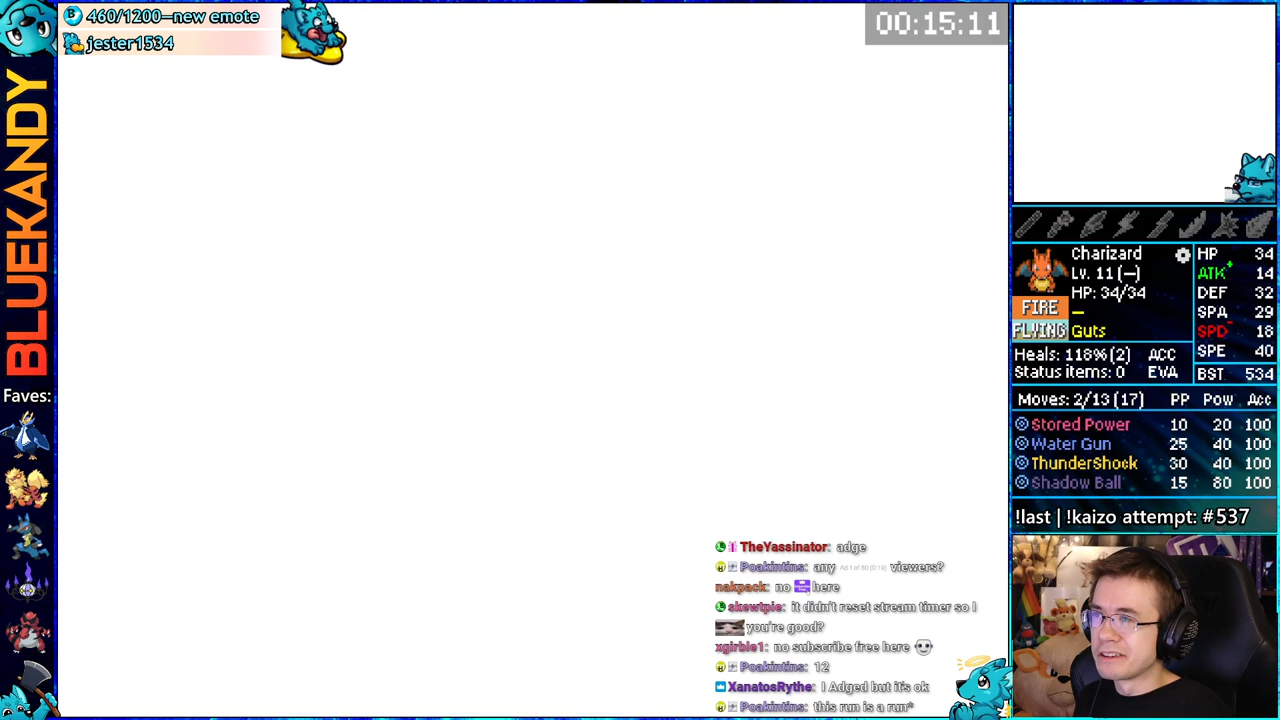 460/1200—new emote
jester1534
00:15:11
BLUEKANDY
Faves:
Charizard
Lv. 11 (—)
HP: 34/34
—
FIRE
FLYING
Guts
HP 34
ATK+ 14
DEF 32
SPA 29
SPD- 18
SPE 40
BST 534
Heals: 118% (2) ACC
Status items: 0 EVA
Moves: 2/13 (17) PP Pow Acc
Stored Power 10 20 100
Water Gun 25 40 100
ThunderShock 30 40 100
Shadow Ball 15 80 100
!last | !kaizo attempt: #537
TheYassinator: adge
Poakintins: any Ad 1 of 80 viewers?
nakpack: no here
skewtpie: it didn't reset stream timer so I
you're good?
xgirble1: no subscribe free here
Poakintins: 12
XanatosRythe: I Adged but it's ok
Poakintins: this run is a run*